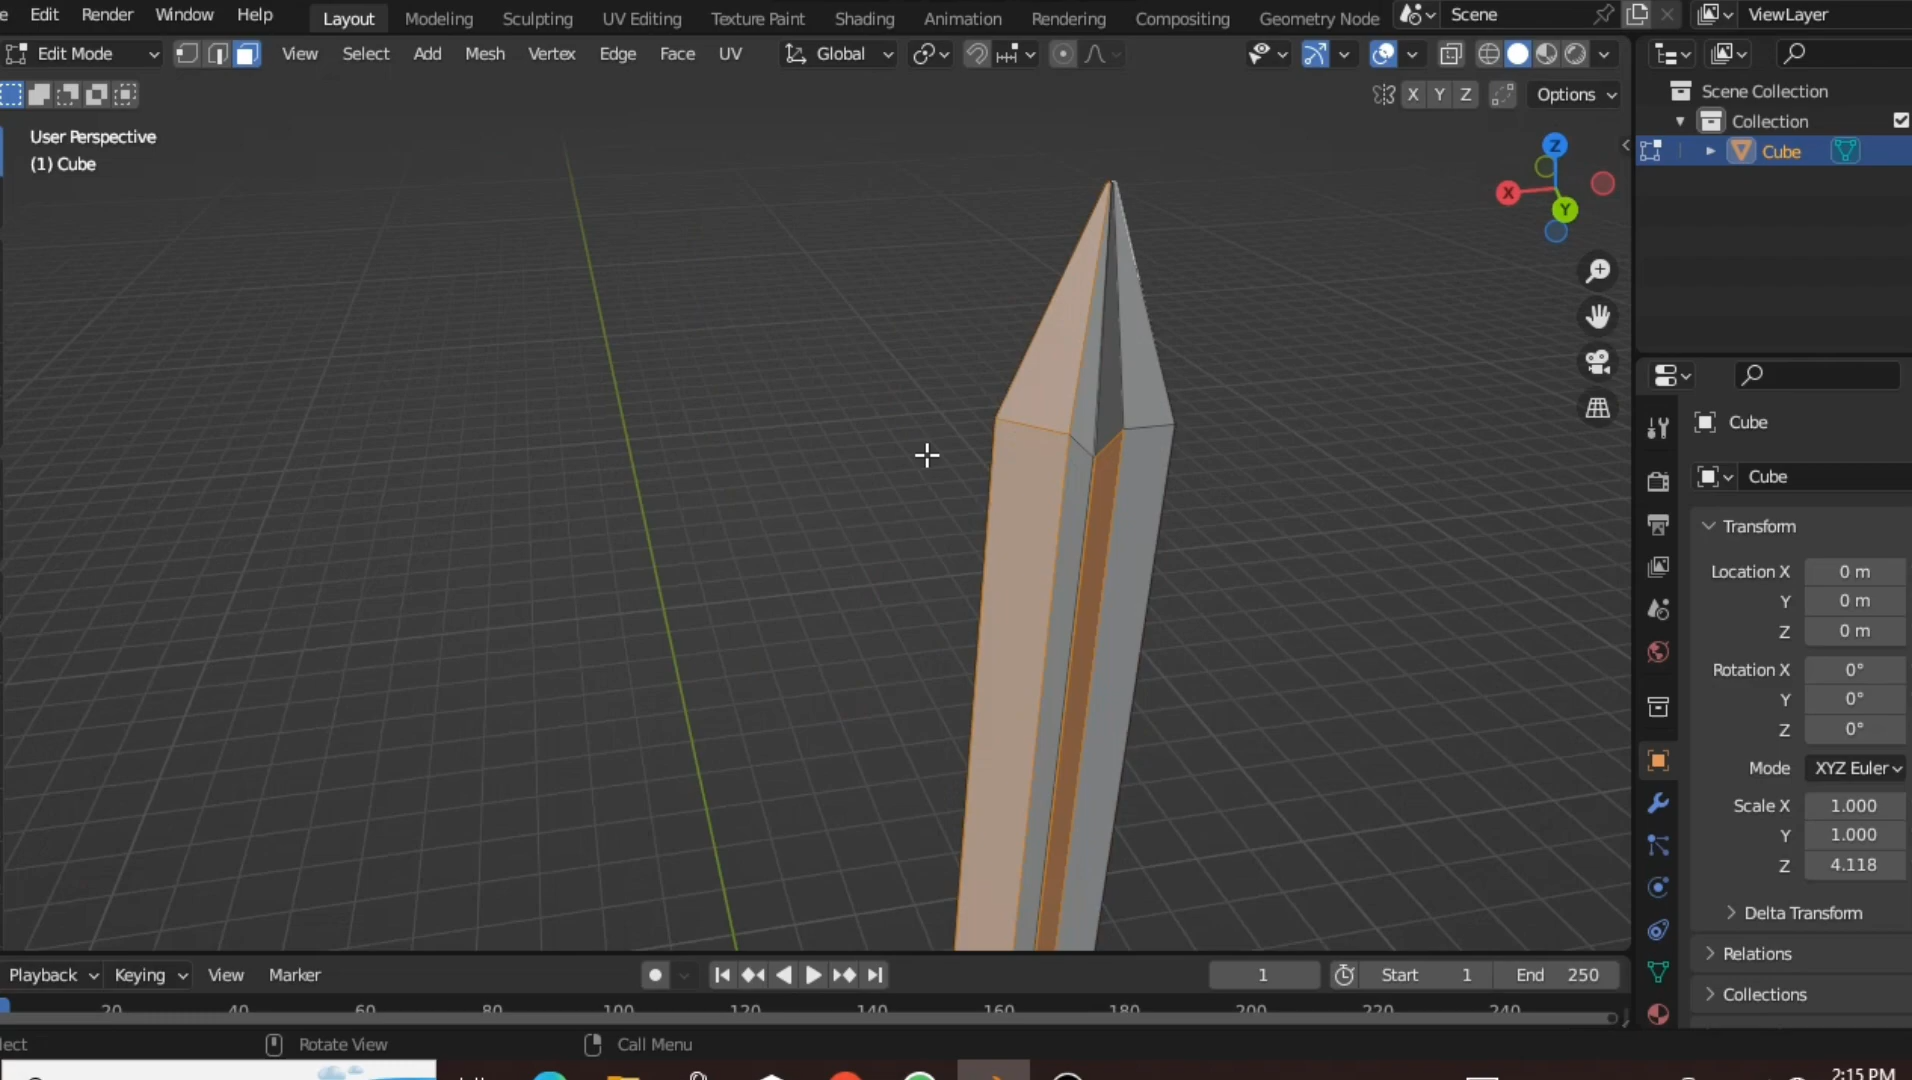 Edit Render Window Help Layout Modeling Sculpting UV Editing Texture Paint Shading Animation Rendering Compositing Geometry Node Scene ViewLayer
Edit Mode View Select Add Mesh Vertex Edge Face UV Global
X Y Z Options
User Perspective
(1) Cube
Z
X
Y
Scene Collection
Collection
Cube
Cube
Cube
Transform
Location X 0 m
Y 0 m
Z 0 m
Rotation X 0°
Y 0°
Z 0°
Mode XYZ Euler
Scale X 1.000
Y 1.000
Z 4.118
Delta Transform
Relations
Collections
Playback Keying View Marker 1 Start 1 End 250
20 40 60 80 100 120 140 160 180 200 220 240
lect Rotate View Call Menu
2:15 PM